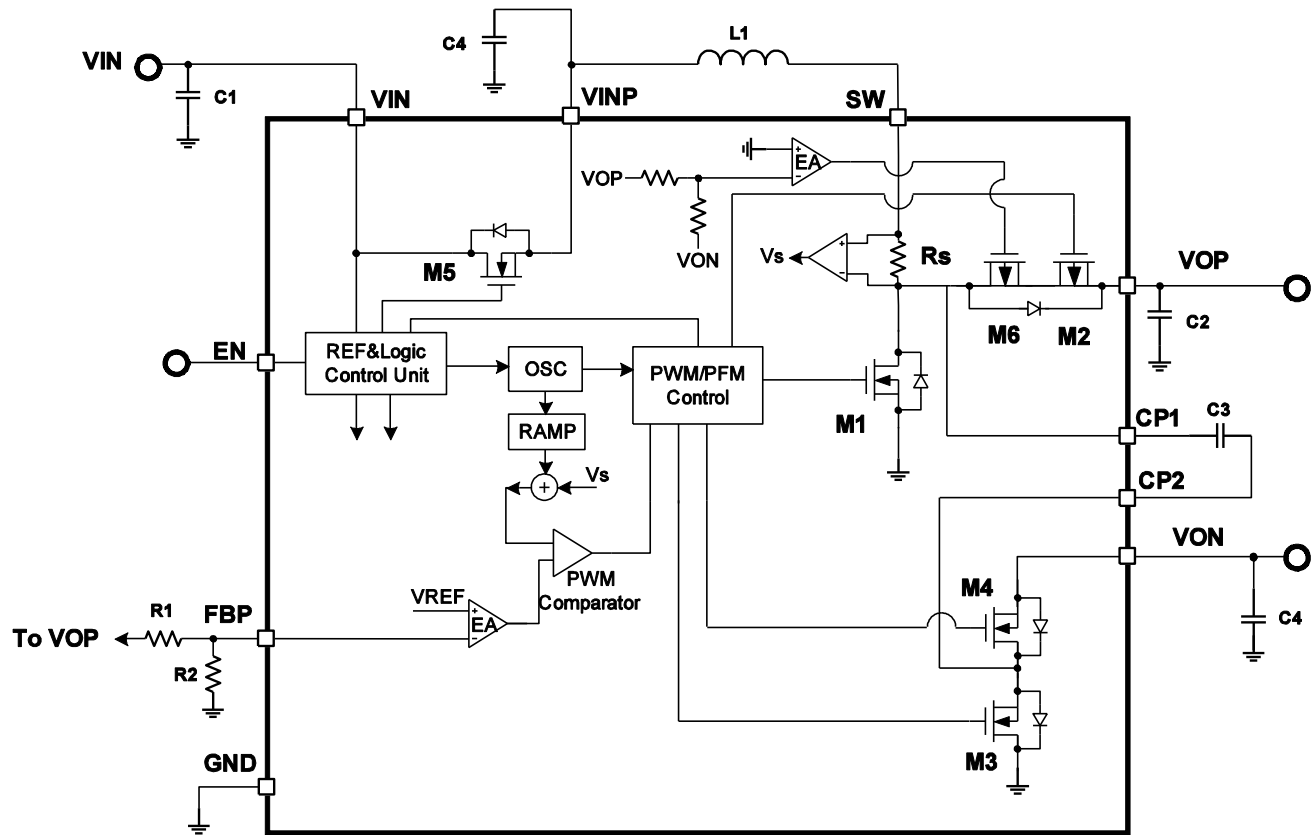 C4
L1
VIN
C1
VIN
VINP
SW
+
EA
−
VOP
VON
M5
Vs
+
−
Rs
VOP
M6
M2
C2
EN
REF&Logic
Control Unit
OSC
PWM/PFM
Control
M1
RAMP
CP1
C3
+
Vs
CP2
VON
PWM
Comparator
M4
VREF
+
EA
−
R1
FBP
To VOP
R2
C4
M3
GND